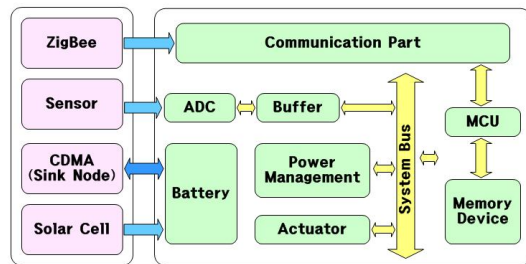 ZigBee
Communication Part
Sensor
ADC
Buffer
MCU
CDMA
(Sink Node)
Battery
Power
Management
System Bus
Memory
Device
Solar Cell
Actuator